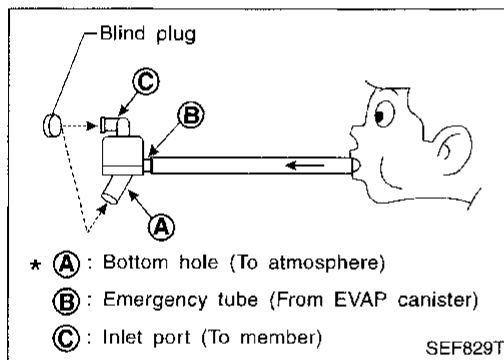 Blind plug
C
B
A
* A : Bottom hole (To atmosphere)
B : Emergency tube (From EVAP canister)
C : Inlet port (To member)
SEF829T